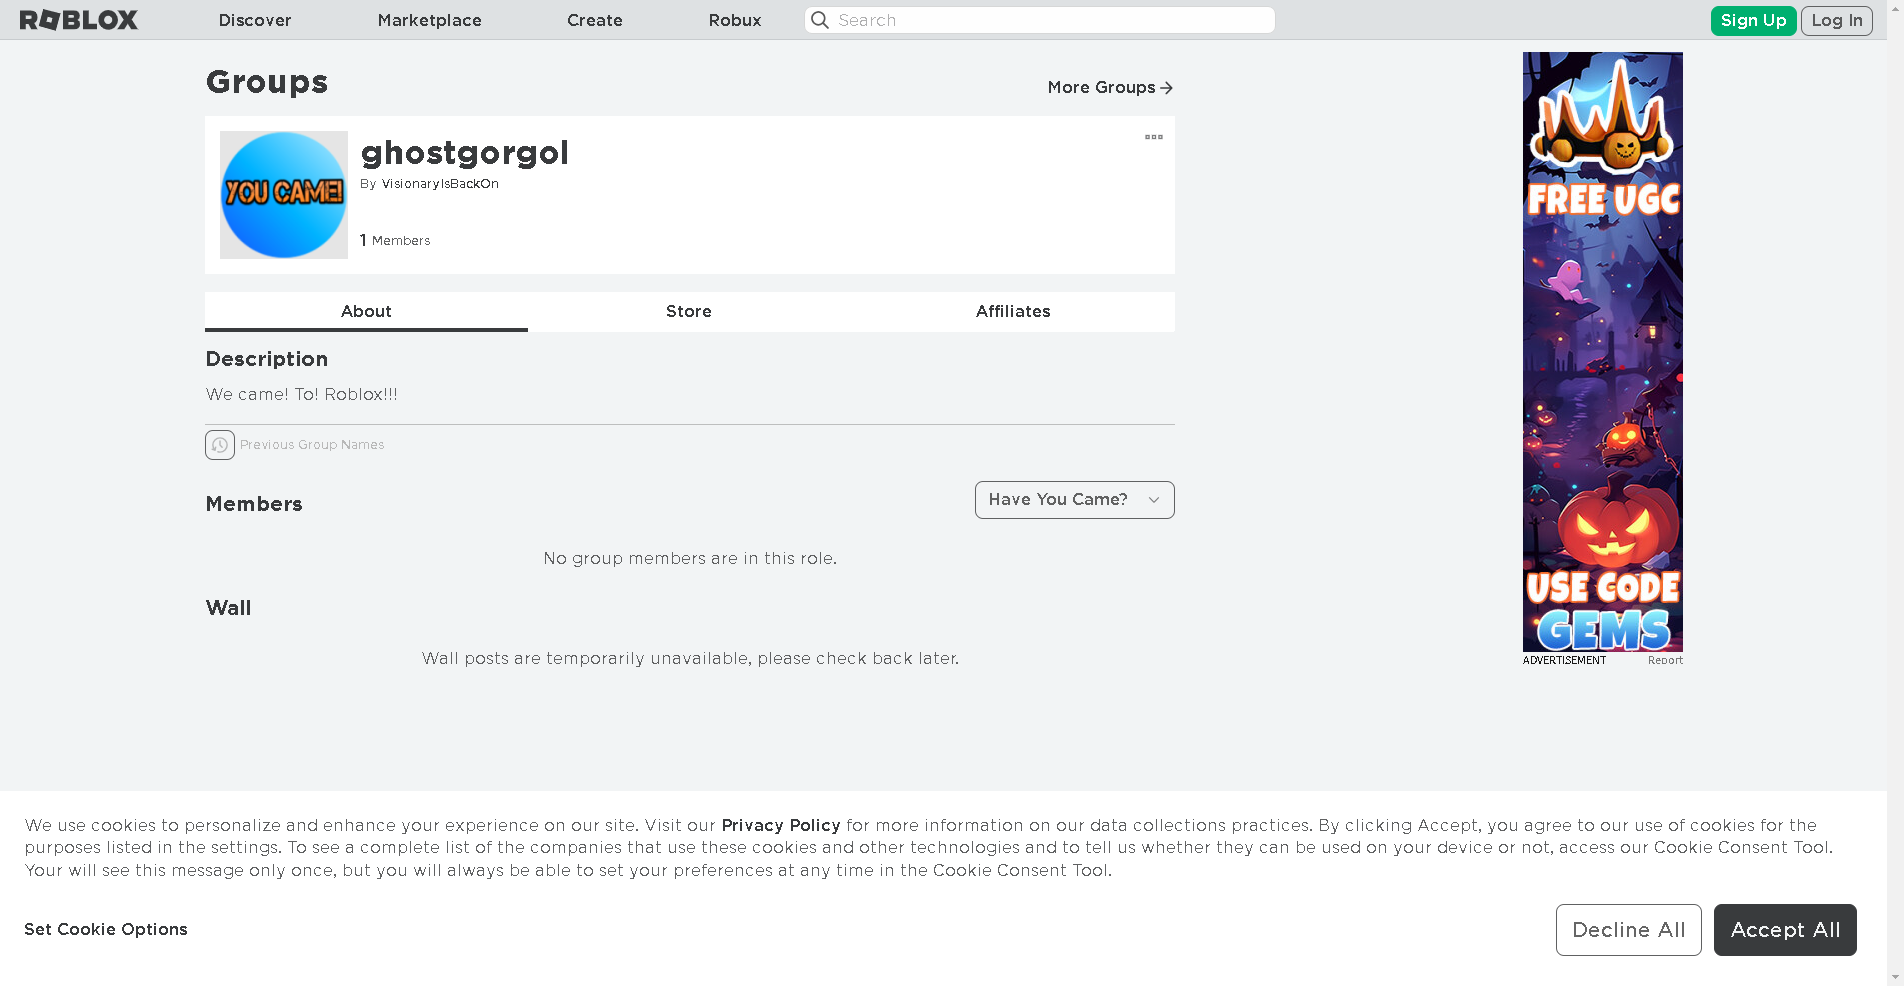 ROBLOX
Discover
Marketplace
Create
Robux
Search
Sign Up
Log In
Groups
More Groups
YOU CAME!
ghostgorgol
By VisionaryIsBackOn
1 Members
About
Store
Affiliates
Description
We came! To! Roblox!!!
Previous Group Names
Members
Have You Came?
No group members are in this role.
Wall
Wall posts are temporarily unavailable, please check back later.
FREE UGC
USE CODE
GEMS
ADVERTISEMENT
Report
We use cookies to personalize and enhance your experience on our site. Visit our Privacy Policy for more information on our data collections practices. By clicking Accept, you agree to our use of cookies for the
purposes listed in the settings. To see a complete list of the companies that use these cookies and other technologies and to tell us whether they can be used on your device or not, access our Cookie Consent Tool.
Your will see this message only once, but you will always be able to set your preferences at any time in the Cookie Consent Tool.
Set Cookie Options
Decline All
Accept All